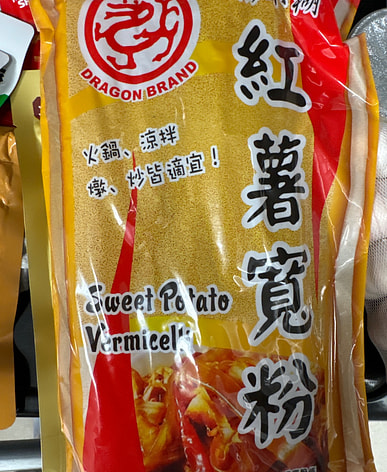 DRAGON BRAND
紅薯寬粉
火鍋、涼拌
燉、炒皆適宜！
Sweet Potato
Vermicelli